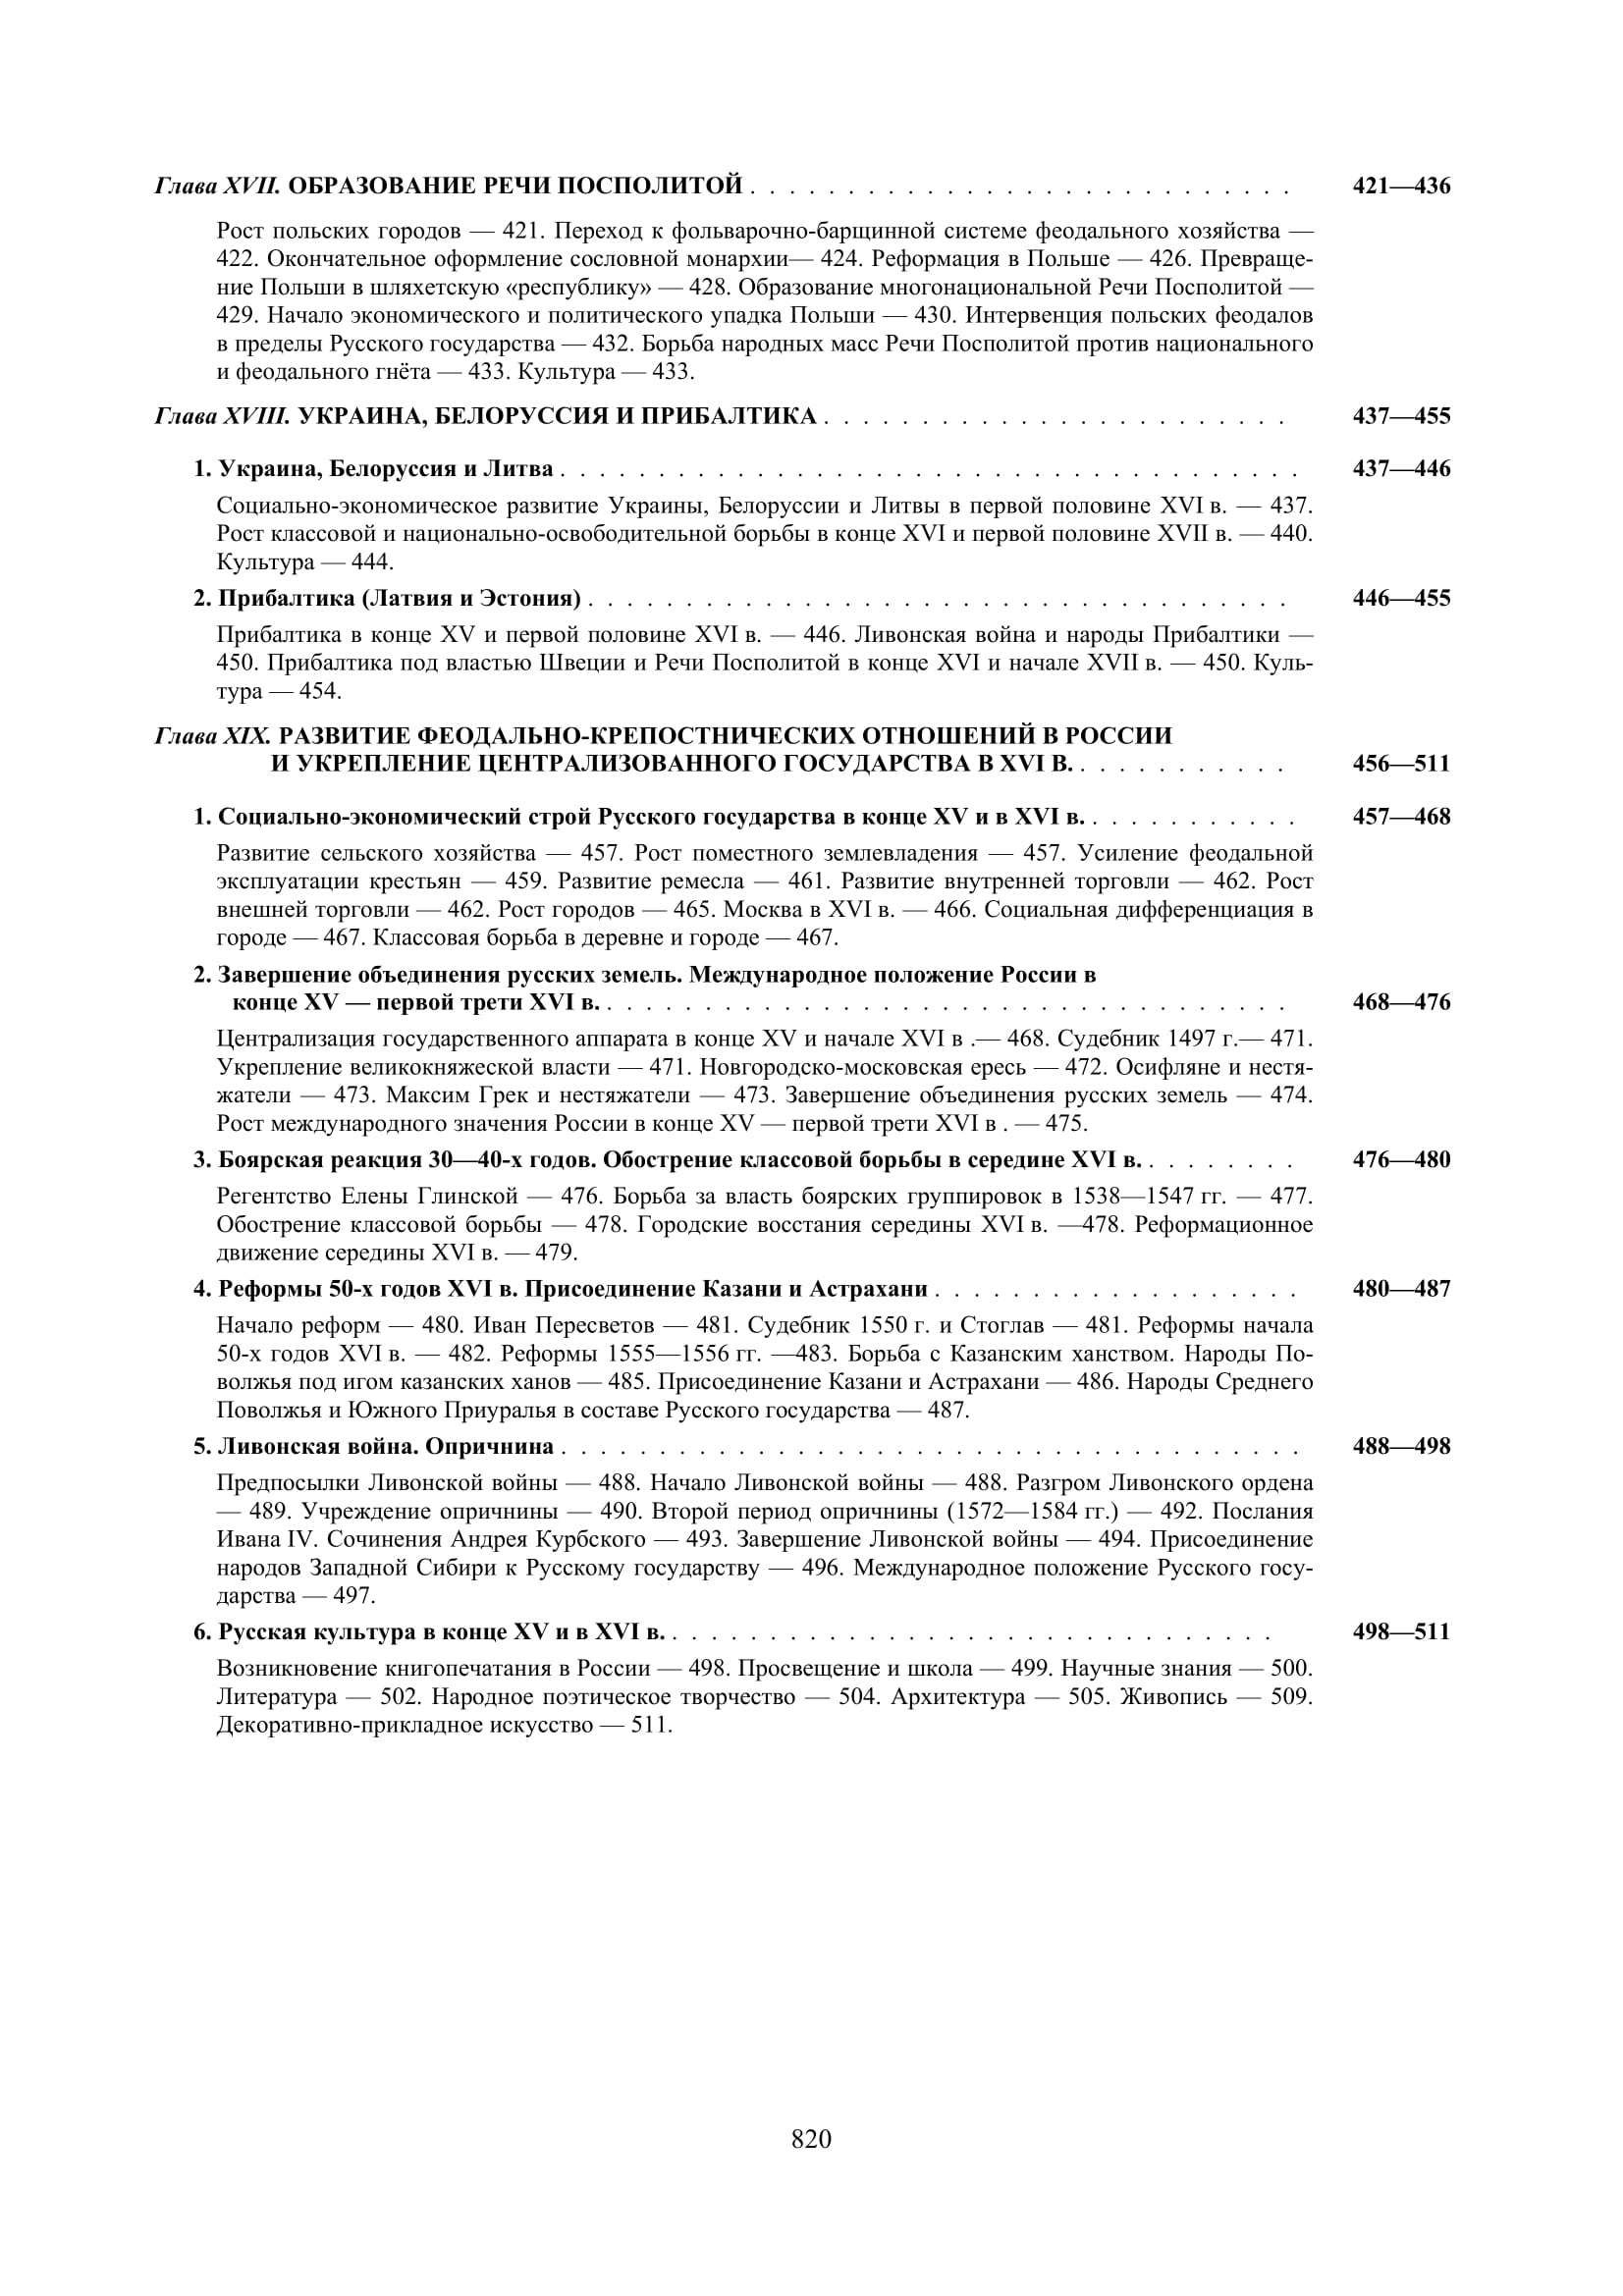 Глава XVII. ОБРАЗОВАНИЕ РЕЧИ ПОСПОЛИТОЙ . . . . . . . . . . . . . . . . . . . . . . . . . . . . 421—436
Рост польских городов — 421. Переход к фольварочно-барщинной системе феодального хозяйства —
422. Окончательное оформление сословной монархии— 424. Реформация в Польше — 426. Превраще-
ние Польши в шляхетскую «республику» — 428. Образование многонациональной Речи Посполитой —
429. Начало экономического и политического упадка Польши — 430. Интервенция польских феодалов
в пределы Русского государства — 432. Борьба народных масс Речи Посполитой против национального
и феодального гнёта — 433. Культура — 433.
Глава XVIII. УКРАИНА, БЕЛОРУССИЯ И ПРИБАЛТИКА . . . . . . . . . . . . . . . . . . . . . . . . 437—455
1. Украина, Белоруссия и Литва . . . . . . . . . . . . . . . . . . . . . . . . . . . . . . . . . . . . . . 437—446
Социально-экономическое развитие Украины, Белоруссии и Литвы в первой половине XVI в. — 437.
Рост классовой и национально-освободительной борьбы в конце XVI и первой половине XVII в. — 440.
Культура — 444.
2. Прибалтика (Латвия и Эстония) . . . . . . . . . . . . . . . . . . . . . . . . . . . . . . . . . . . . 446—455
Прибалтика в конце XV и первой половине XVI в. — 446. Ливонская война и народы Прибалтики —
450. Прибалтика под властью Швеции и Речи Посполитой в конце XVI и начале XVII в. — 450. Куль-
тура — 454.
Глава XIX. РАЗВИТИЕ ФЕОДАЛЬНО-КРЕПОСТНИЧЕСКИХ ОТНОШЕНИЙ В РОССИИ
И УКРЕПЛЕНИЕ ЦЕНТРАЛИЗОВАННОГО ГОСУДАРСТВА В XVI В. . . . . . . . . . . . 456—511
1. Социально-экономический строй Русского государства в конце XV и в XVI в. . . . . . . . . . . . 457—468
Развитие сельского хозяйства — 457. Рост поместного землевладения — 457. Усиление феодальной
эксплуатации крестьян — 459. Развитие ремесла — 461. Развитие внутренней торговли — 462. Рост
внешней торговли — 462. Рост городов — 465. Москва в XVI в. — 466. Социальная дифференциация в
городе — 467. Классовая борьба в деревне и городе — 467.
2. Завершение объединения русских земель. Международное положение России в
конце XV — первой трети XVI в. . . . . . . . . . . . . . . . . . . . . . . . . . . . . . . . . . . . 468—476
Централизация государственного аппарата в конце XV и начале XVI в .— 468. Судебник 1497 г.— 471.
Укрепление великокняжеской власти — 471. Новгородско-московская ересь — 472. Осифляне и нестя-
жатели — 473. Максим Грек и нестяжатели — 473. Завершение объединения русских земель — 474.
Рост международного значения России в конце XV — первой трети XVI в . — 475.
3. Боярская реакция 30—40-х годов. Обострение классовой борьбы в середине XVI в. . . . . . . . . 476—480
Регентство Елены Глинской — 476. Борьба за власть боярских группировок в 1538—1547 гг. — 477.
Обострение классовой борьбы — 478. Городские восстания середины XVI в. —478. Реформационное
движение середины XVI в. — 479.
4. Реформы 50-х годов XVI в. Присоединение Казани и Астрахани . . . . . . . . . . . . . . . . . . . 480—487
Начало реформ — 480. Иван Пересветов — 481. Судебник 1550 г. и Стоглав — 481. Реформы начала
50-х годов XVI в. — 482. Реформы 1555—1556 гг. —483. Борьба с Казанским ханством. Народы По-
волжья под игом казанских ханов — 485. Присоединение Казани и Астрахани — 486. Народы Среднего
Поволжья и Южного Приуралья в составе Русского государства — 487.
5. Ливонская война. Опричнина . . . . . . . . . . . . . . . . . . . . . . . . . . . . . . . . . . . . . . 488—498
Предпосылки Ливонской войны — 488. Начало Ливонской войны — 488. Разгром Ливонского ордена
— 489. Учреждение опричнины — 490. Второй период опричнины (1572—1584 гг.) — 492. Послания
Ивана IV. Сочинения Андрея Курбского — 493. Завершение Ливонской войны — 494. Присоединение
народов Западной Сибири к Русскому государству — 496. Международное положение Русского госу-
дарства — 497.
6. Русская культура в конце XV и в XVI в. . . . . . . . . . . . . . . . . . . . . . . . . . . . . . . . 498—511
Возникновение книгопечатания в России — 498. Просвещение и школа — 499. Научные знания — 500.
Литература — 502. Народное поэтическое творчество — 504. Архитектура — 505. Живопись — 509.
Декоративно-прикладное искусство — 511.
820